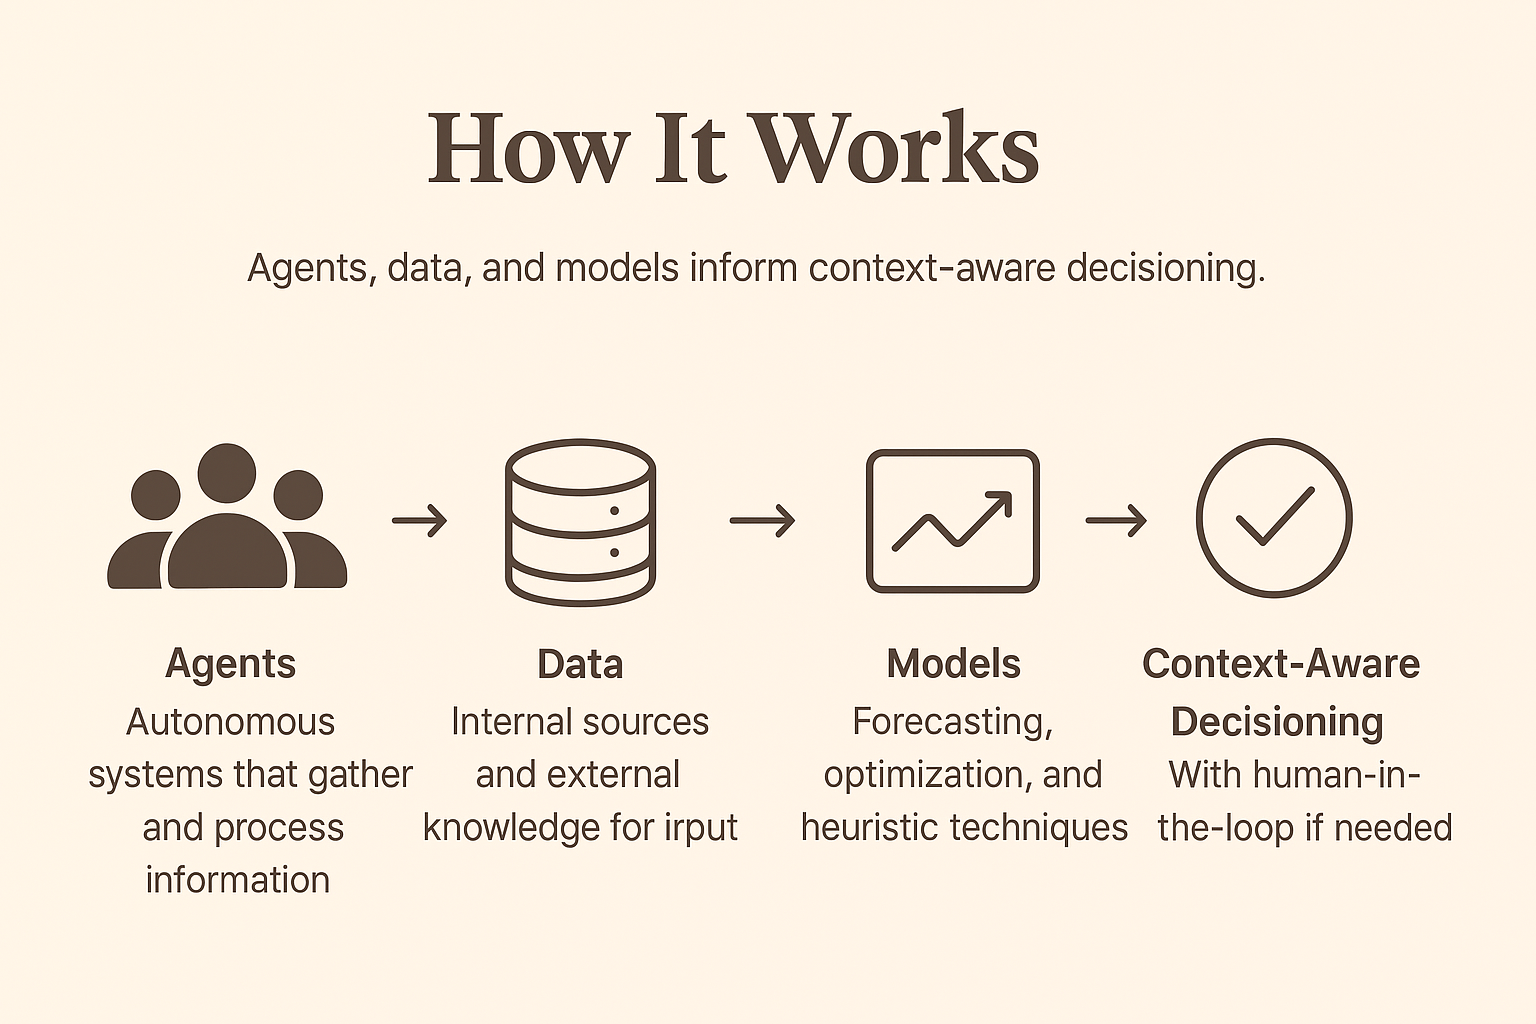 How It Works
Agents, data, and models inform context-aware decisioning.
Agents
Autonomous
systems that gather
and process
information
Data
Internal sources
and external
knowledge for irput
Models
Forecasting,
optimization, and
heuristic techniques
Context-Aware
Decisioning
With human-in-
the-loop if needed